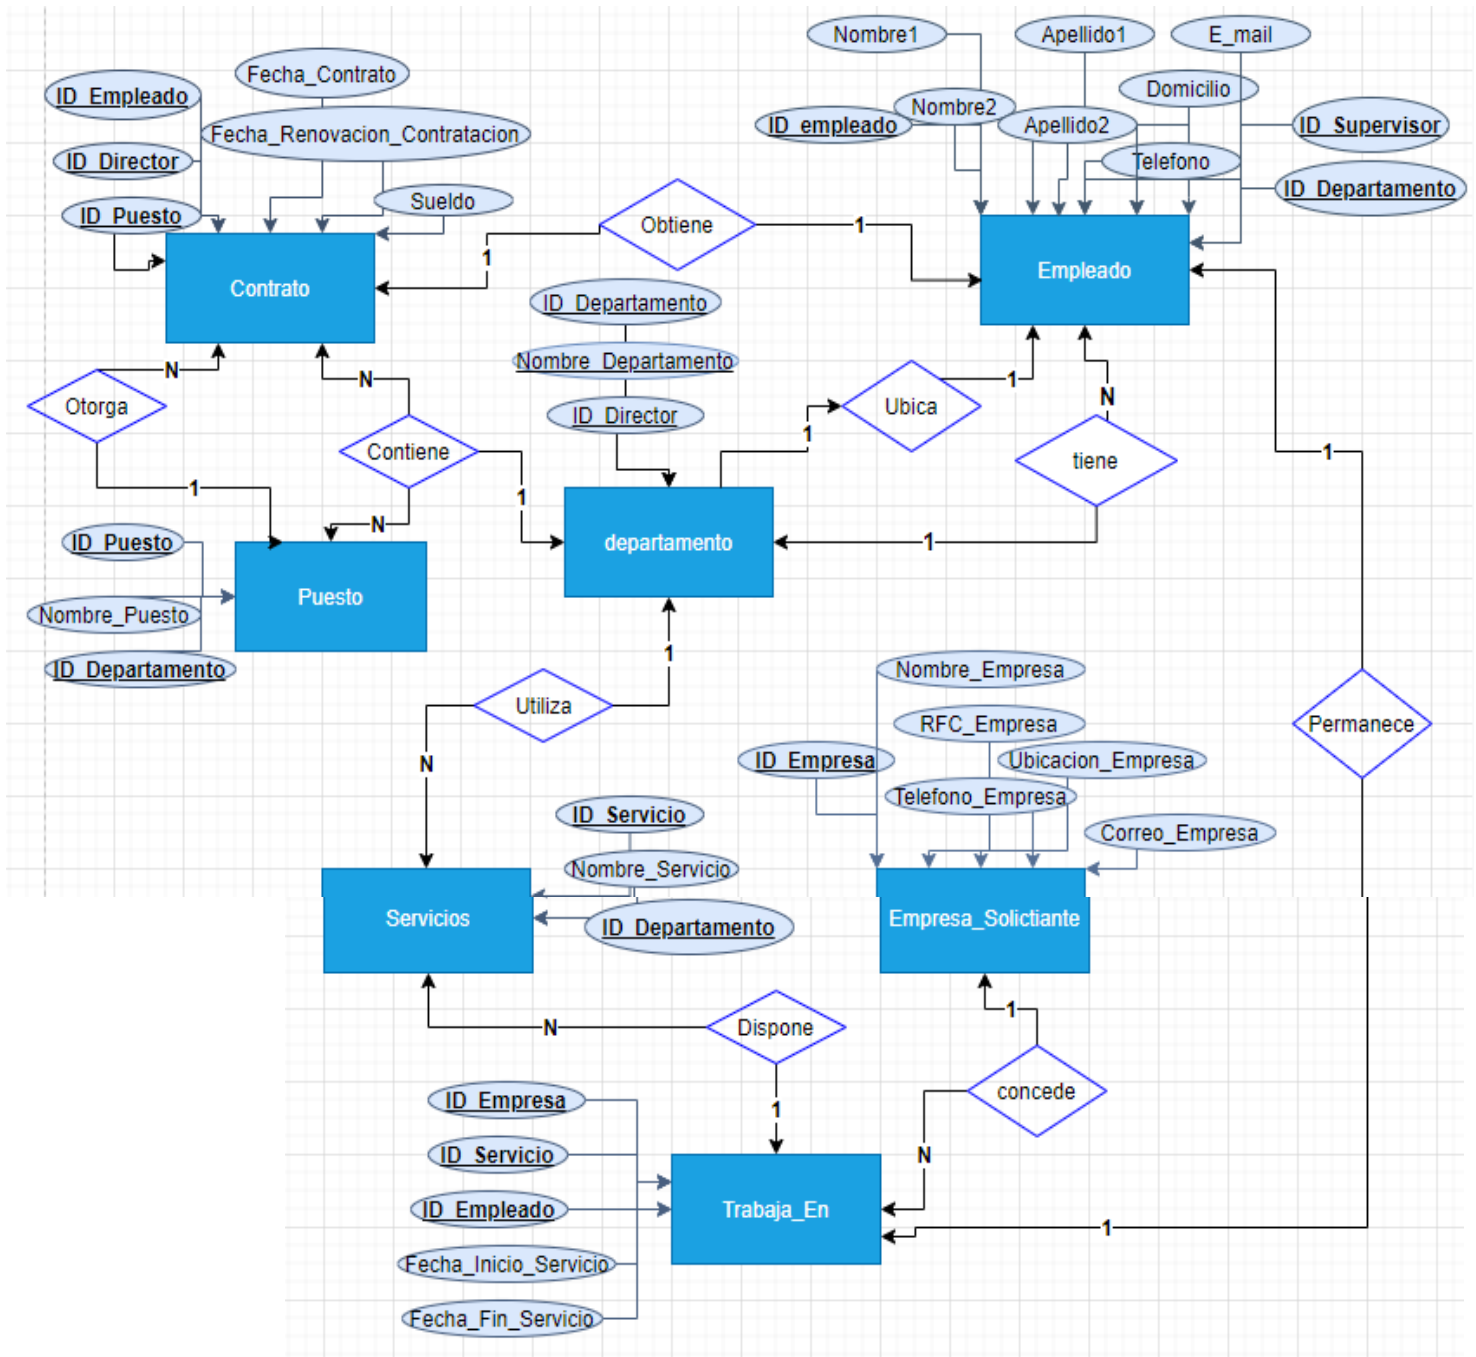 Nombre1
Apellido1
E_mail
Fecha_Contrato
Domicilio
ID_Empleado
Nombre2
ID_empleado
Apellido2
ID_Supervisor
Fecha_Renovacion_Contratacion
ID_Director
Telefono
ID_Departamento
Sueldo
ID_Puesto
Obtiene
1
1
Contrato
Empleado
ID_Departamento
Nombre_Departamento
N
N
1
N
Otorga
ID_Director
Ubica
1
Contiene
tiene
1
1
1
N
ID_Puesto
departamento
1
Puesto
Nombre_Puesto
ID_Departamento
1
Nombre_Empresa
Utiliza
RFC_Empresa
Permanece
N
ID_Empresa
Ubicacion_Empresa
Telefono_Empresa
ID_Servicio
Correo_Empresa
Nombre_Servicio
Servicios
ID_Departamento
Empresa_Solictiante
N
Dispone
1
concede
ID_Empresa
1
ID_Servicio
N
ID_Empleado
Trabaja_En
1
Fecha_Inicio_Servicio
Fecha_Fin_Servicio